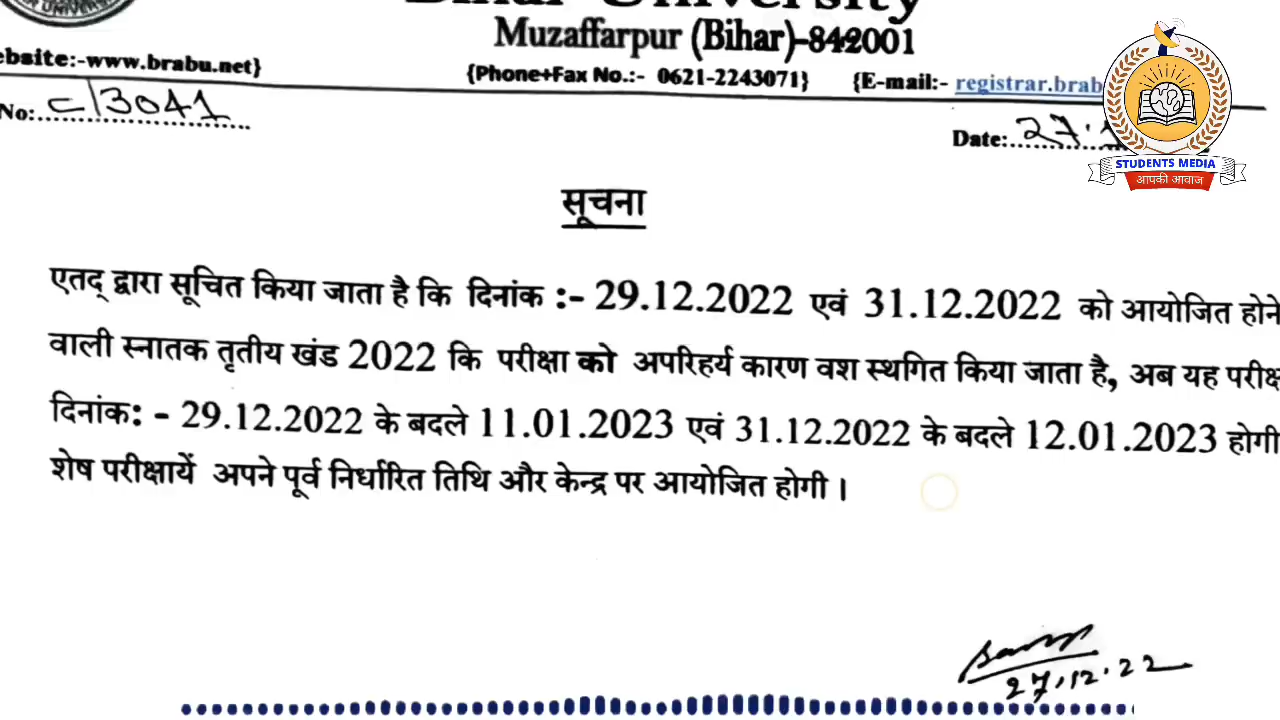 Bihar University
Muzaffarpur (Bihar)-842001
ebsite:-www.brabu.net}
{Phone+Fax No.:- 0621-2243071}
{E-mail:- registrar.brab
No:..c/3041
Date:..27.
STUDENTS MEDIA
आपकी आवाज
सूचना
एतद् द्वारा सूचित किया जाता है कि दिनांक :- 29.12.2022 एवं 31.12.2022 को आयोजित होने
वाली स्नातक तृतीय खंड 2022 कि परीक्षा को अपरिहर्य कारण वश स्थगित किया जाता है, अब यह परीक्ष
दिनांक: - 29.12.2022 के बदले 11.01.2023 एवं 31.12.2022 के बदले 12.01.2023 होगी
शेष परीक्षायें अपने पूर्व निर्धारित तिथि और केन्द्र पर आयोजित होगी ।
27.12.22